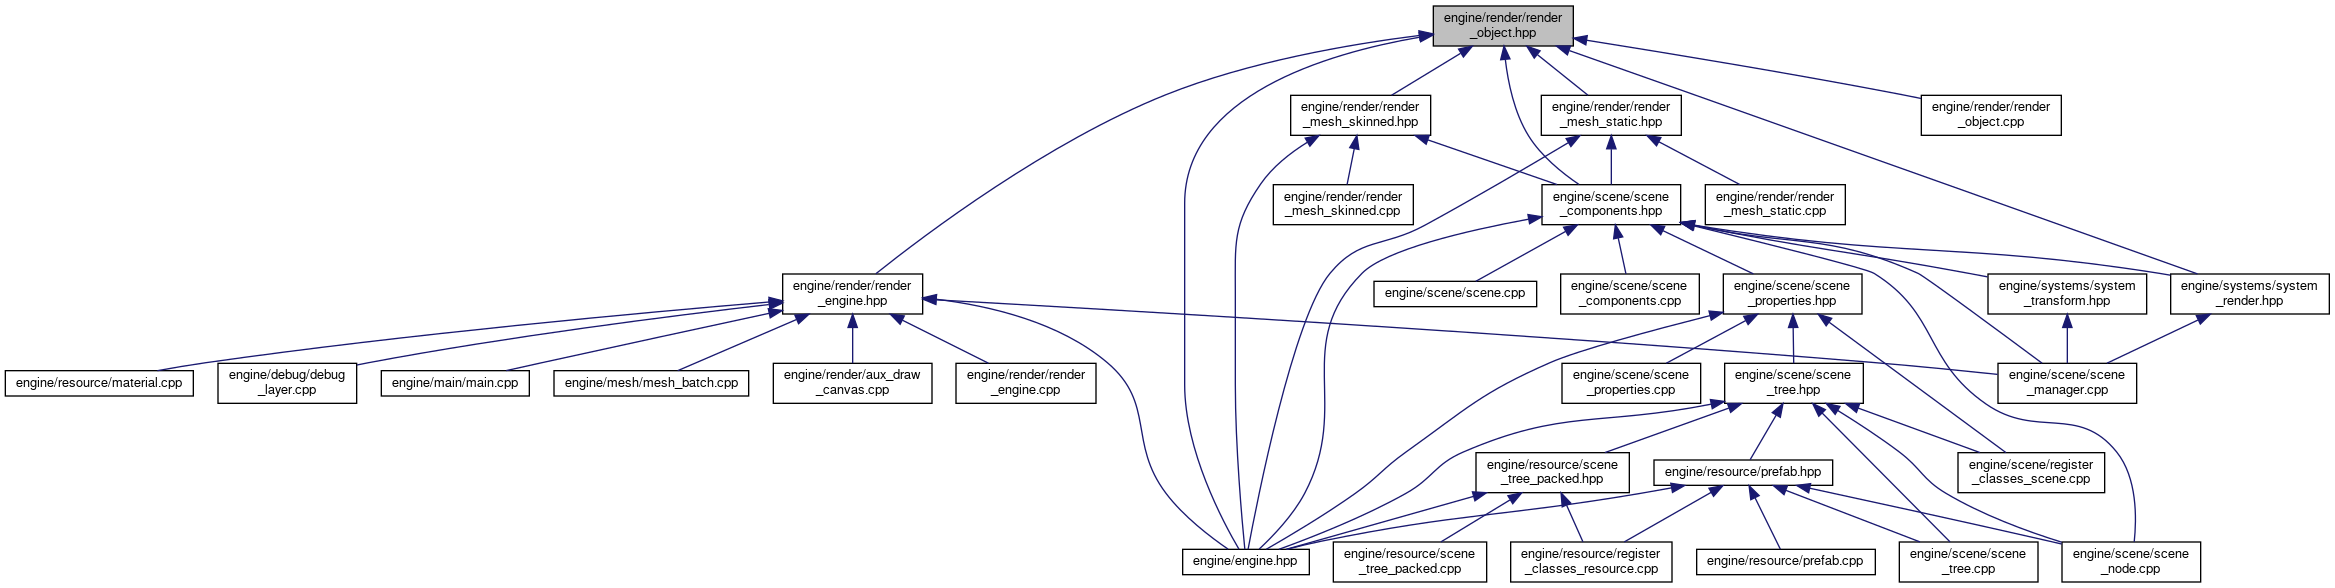 engine/render/render
_object.hpp
engine/render/render
_mesh_skinned.hpp
engine/render/render
_mesh_static.hpp
engine/render/render
_object.cpp
engine/render/render
_mesh_skinned.cpp
engine/scene/scene
_components.hpp
engine/render/render
_mesh_static.cpp
engine/render/render
_engine.hpp
engine/scene/scene.cpp
engine/scene/scene
_components.cpp
engine/scene/scene
_properties.hpp
engine/systems/system
_transform.hpp
engine/systems/system
_render.hpp
engine/resource/material.cpp
engine/debug/debug
_layer.cpp
engine/main/main.cpp
engine/mesh/mesh_batch.cpp
engine/render/aux_draw
_canvas.cpp
engine/render/render
_engine.cpp
engine/scene/scene
_properties.cpp
engine/scene/scene
_tree.hpp
engine/scene/scene
_manager.cpp
engine/resource/scene
_tree_packed.hpp
engine/resource/prefab.hpp
engine/scene/register
_classes_scene.cpp
engine/engine.hpp
engine/resource/scene
_tree_packed.cpp
engine/resource/register
_classes_resource.cpp
engine/resource/prefab.cpp
engine/scene/scene
_tree.cpp
engine/scene/scene
_node.cpp